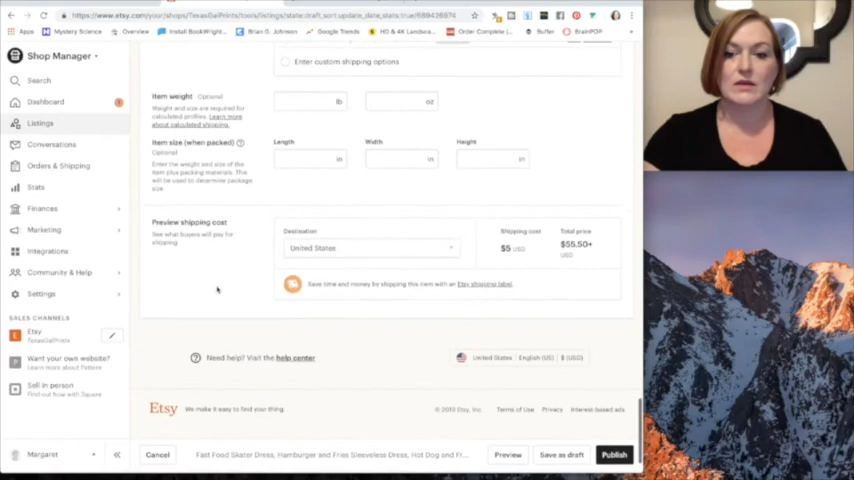 https://www.etsy.com/your/shops/TexasGalPrints/tools/listings/state:draft,sort:update_date,stats:true/689426974
Apps
Mystery Science
Overview
Install BookWright...
Brian G. Johnson
Google Trends
HD & 4K Landsca...
Order Complete |...
Buffer
BrainPOP
Shop Manager
Enter custom shipping options
Search
Item weight Optional
lb
oz
Dashboard
Weight and size are required for
calculated profiles. Learn more
about calculated shipping.
Listings
Conversations
Item size (when packed)
Length
Width
Height
Optional
in
in
in
Orders & Shipping
Enter the weight and size of the
item plus packing materials. This
will be used to determine package
size.
Stats
Finances
Marketing
Preview shipping cost
See what buyers will pay for
shipping
Destination
United States
Shipping cost
$5 USD
Total price
$55.50+
USD
Integrations
Community & Help
Save time and money by shipping this item with an Etsy shipping label.
Settings
SALES CHANNELS
Etsy
TexasGalPrints
Want your own website?
Learn more about Pattern
Need help? Visit the help center
United States | English (US) | $ (USD)
Sell in person
Find out how with Square
Etsy
We make it easy to find your thing.
© 2019 Etsy, Inc.
Terms of Use
Privacy
Interest-based ads
Margaret
Cancel
Fast Food Skater Dress, Hamburger and Fries Sleeveless Dress, Hot Dog and Fr...
Preview
Save as draft
Publish